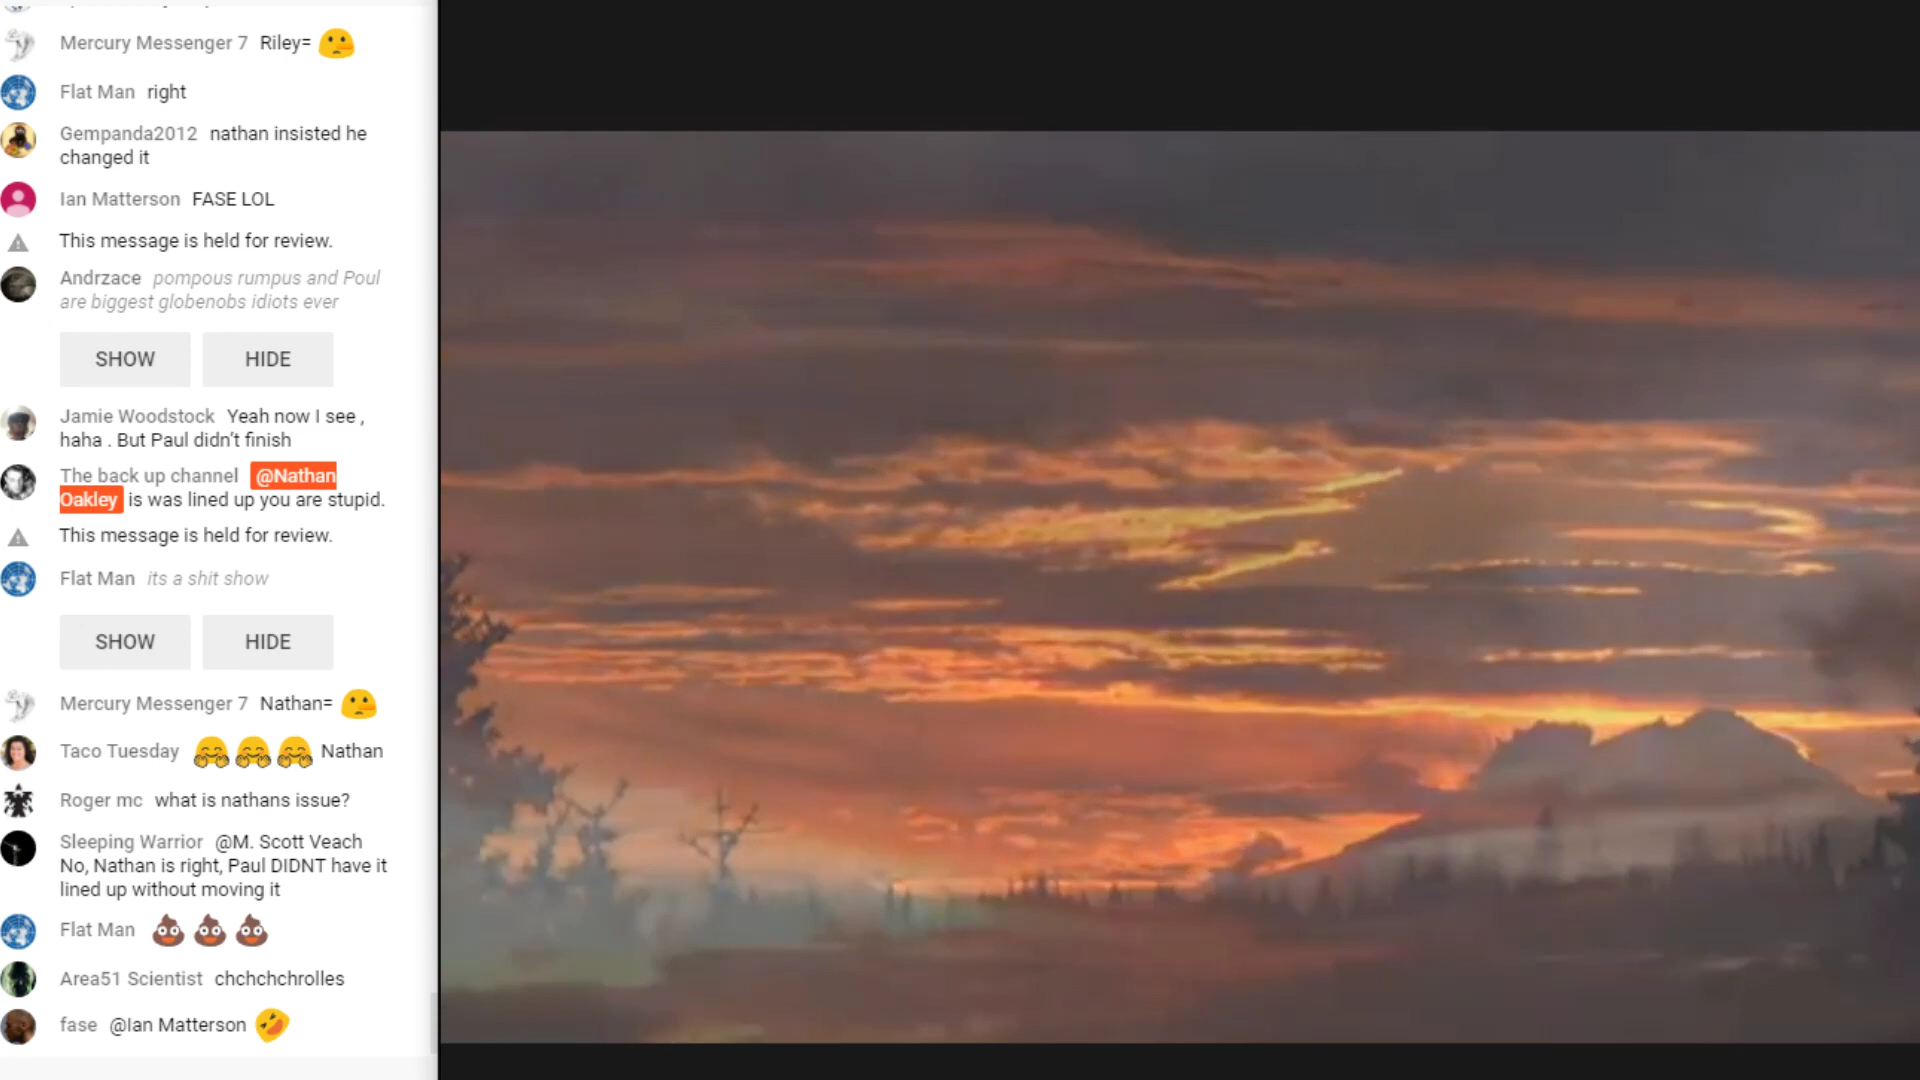 Mercury Messenger 7 Riley=
Flat Man right
Gempanda2012 nathan insisted he
changed it
Ian Matterson FASE LOL
This message is held for review.
Andrzace pompous rumpus and Poul
are biggest globenobs idiots ever
SHOW HIDE
Jamie Woodstock Yeah now I see ,
haha . But Paul didn't finish
The back up channel @Nathan
Oakley is was lined up you are stupid.
This message is held for review.
Flat Man its a shit show
SHOW HIDE
Mercury Messenger 7 Nathan=
Taco Tuesday 🤗🤗🤗 Nathan
Roger mc what is nathans issue?
Sleeping Warrior @M. Scott Veach
No, Nathan is right, Paul DIDNT have it
lined up without moving it
Flat Man 💩💩💩
Area51 Scientist chchchchrolles
fase @Ian Matterson 🤣